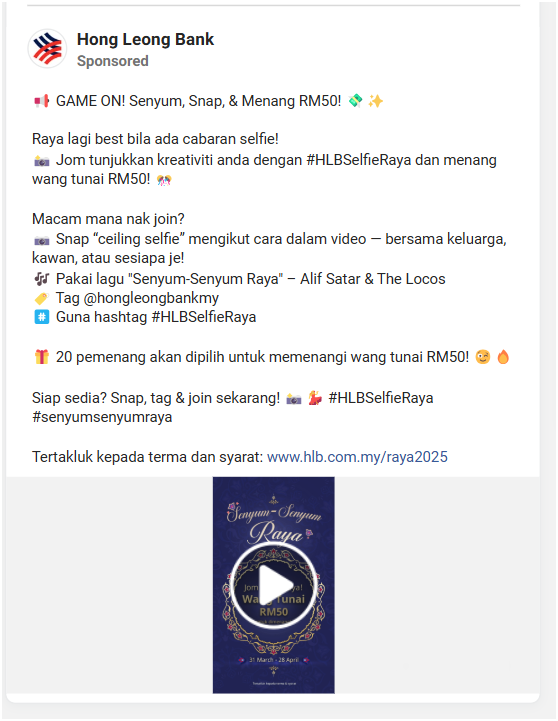 Hong Leong Bank
Sponsored
📢 GAME ON! Senyum, Snap, & Menang RM50! 💸 ✨
Raya lagi best bila ada cabaran selfie!
📸 Jom tunjukkan kreativiti anda dengan #HLBSelfieRaya dan menang
wang tunai RM50! 🎊
Macam mana nak join?
📸 Snap “ceiling selfie” mengikut cara dalam video — bersama keluarga,
kawan, atau sesiapa je!
🎶 Pakai lagu "Senyum-Senyum Raya" – Alif Satar & The Locos
🏷️ Tag @hongleongbankmy
#️⃣ Guna hashtag #HLBSelfieRaya
🎁 20 pemenang akan dipilih untuk memenangi wang tunai RM50! 😉 🔥
Siap sedia? Snap, tag & join sekarang! 📸 💃 #HLBSelfieRaya
#senyumsenyumraya
Tertakluk kepada terma dan syarat: www.hlb.com.my/raya2025
Senyum-Senyum
Raya
Wang Tunai
RM50
31 March - 28 April